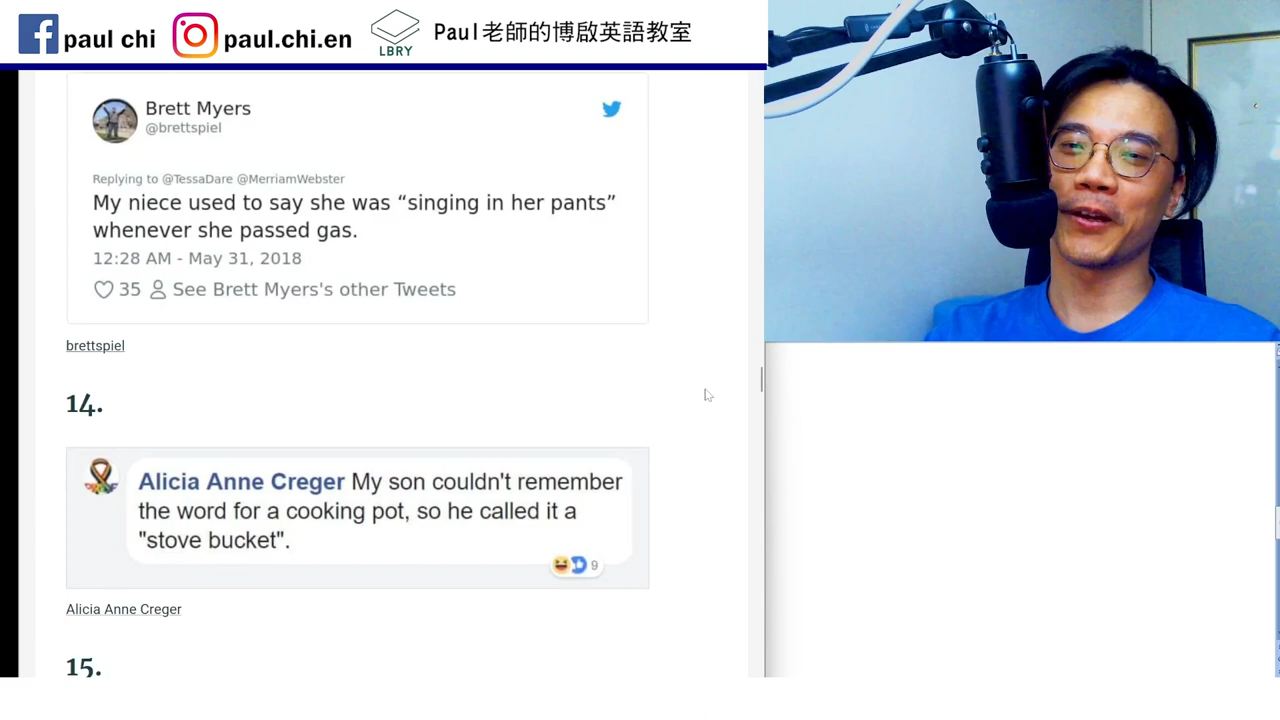 paul chi
paul.chi.en
LBRY
Paul老師的博啟英語教室
Brett Myers
@brettspiel
Replying to @TessaDare @MerriamWebster
My niece used to say she was “singing in her pants”
whenever she passed gas.
12:28 AM - May 31, 2018
35 See Brett Myers's other Tweets
brettspiel
14.
Alicia Anne Creger My son couldn't remember
the word for a cooking pot, so he called it a
"stove bucket".
9
Alicia Anne Creger
15.